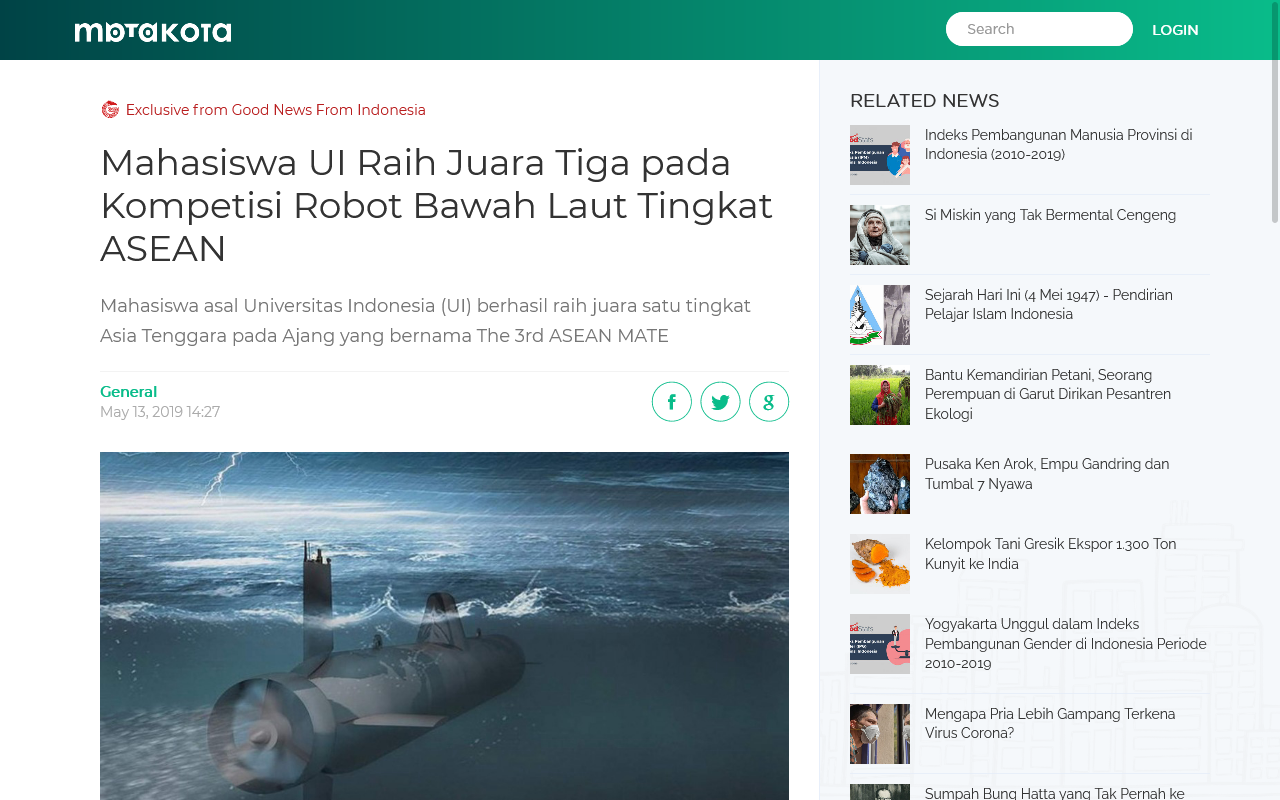 mbtakota
Search
LOGIN
Exclusive from Good News From Indonesia
Mahasiswa UI Raih Juara Tiga pada
Kompetisi Robot Bawah Laut Tingkat
ASEAN
Mahasiswa asal Universitas Indonesia (UI) berhasil raih juara satu tingkat
Asia Tenggara pada Ajang yang bernama The 3rd ASEAN MATE
General
May 13, 2019 14:27
RELATED NEWS
Indeks Pembangunan Manusia Provinsi di
Indonesia (2010-2019)
Si Miskin yang Tak Bermental Cengeng
Sejarah Hari Ini (4 Mei 1947) - Pendirian
Pelajar Islam Indonesia
Bantu Kemandirian Petani, Seorang
Perempuan di Garut Dirikan Pesantren
Ekologi
Pusaka Ken Arok, Empu Gandring dan
Tumbal 7 Nyawa
Kelompok Tani Gresik Ekspor 1.300 Ton
Kunyit ke India
Yogyakarta Unggul dalam Indeks
Pembangunan Gender di Indonesia Periode
2010-2019
Mengapa Pria Lebih Gampang Terkena
Virus Corona?
Sumpah Bung Hatta yang Tak Pernah ke